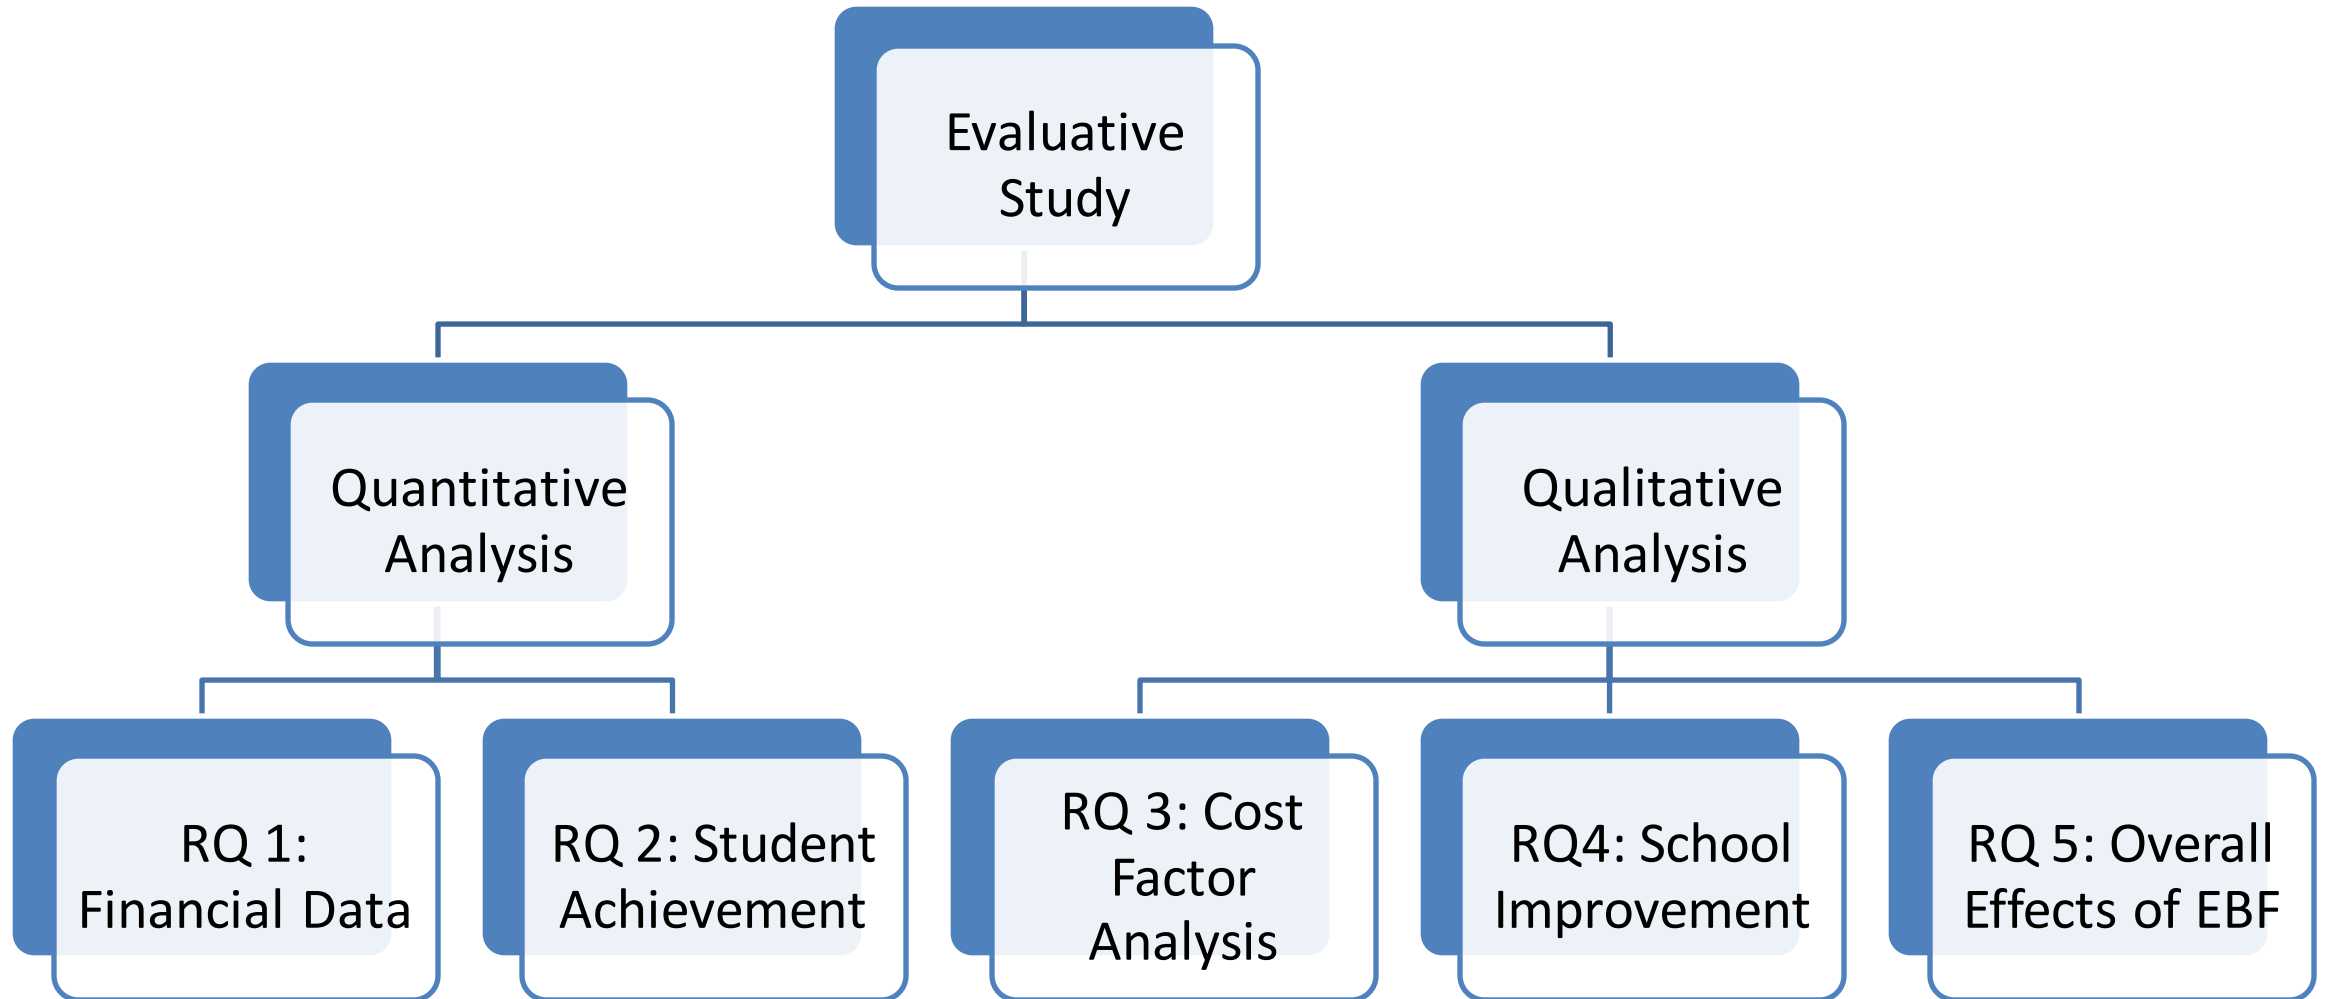 Evaluative
Study
Quantitative
Analysis
Qualitative
Analysis
RQ 1:
Financial Data
RQ 2: Student
Achievement
RQ 3: Cost
Factor
Analysis
RQ4: School
Improvement
RQ 5: Overall
Effects of EBF